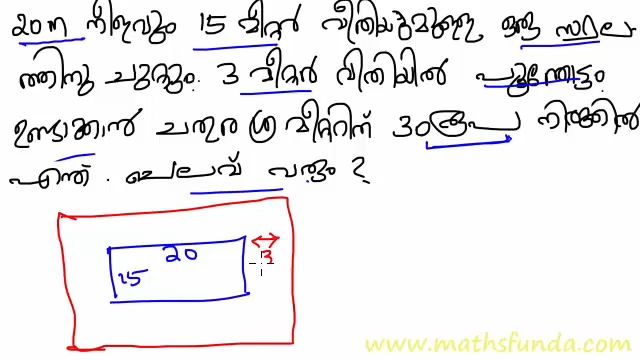 20m നീളവും 15 മീറ്റർ വീതിയുമുള്ള ഒരു സ്ഥല
ത്തിനു ചുറ്റും 3 മീറ്റർ വീതിയിൽ പൂന്തോട്ടം
ഉണ്ടാക്കാൻ ചതുരശ്ര മീറ്ററിന് 30രൂപ നിരക്കിൽ
എന്ത് ചെലവ് വരും ?
20
3
15
www.mathsfunda.com